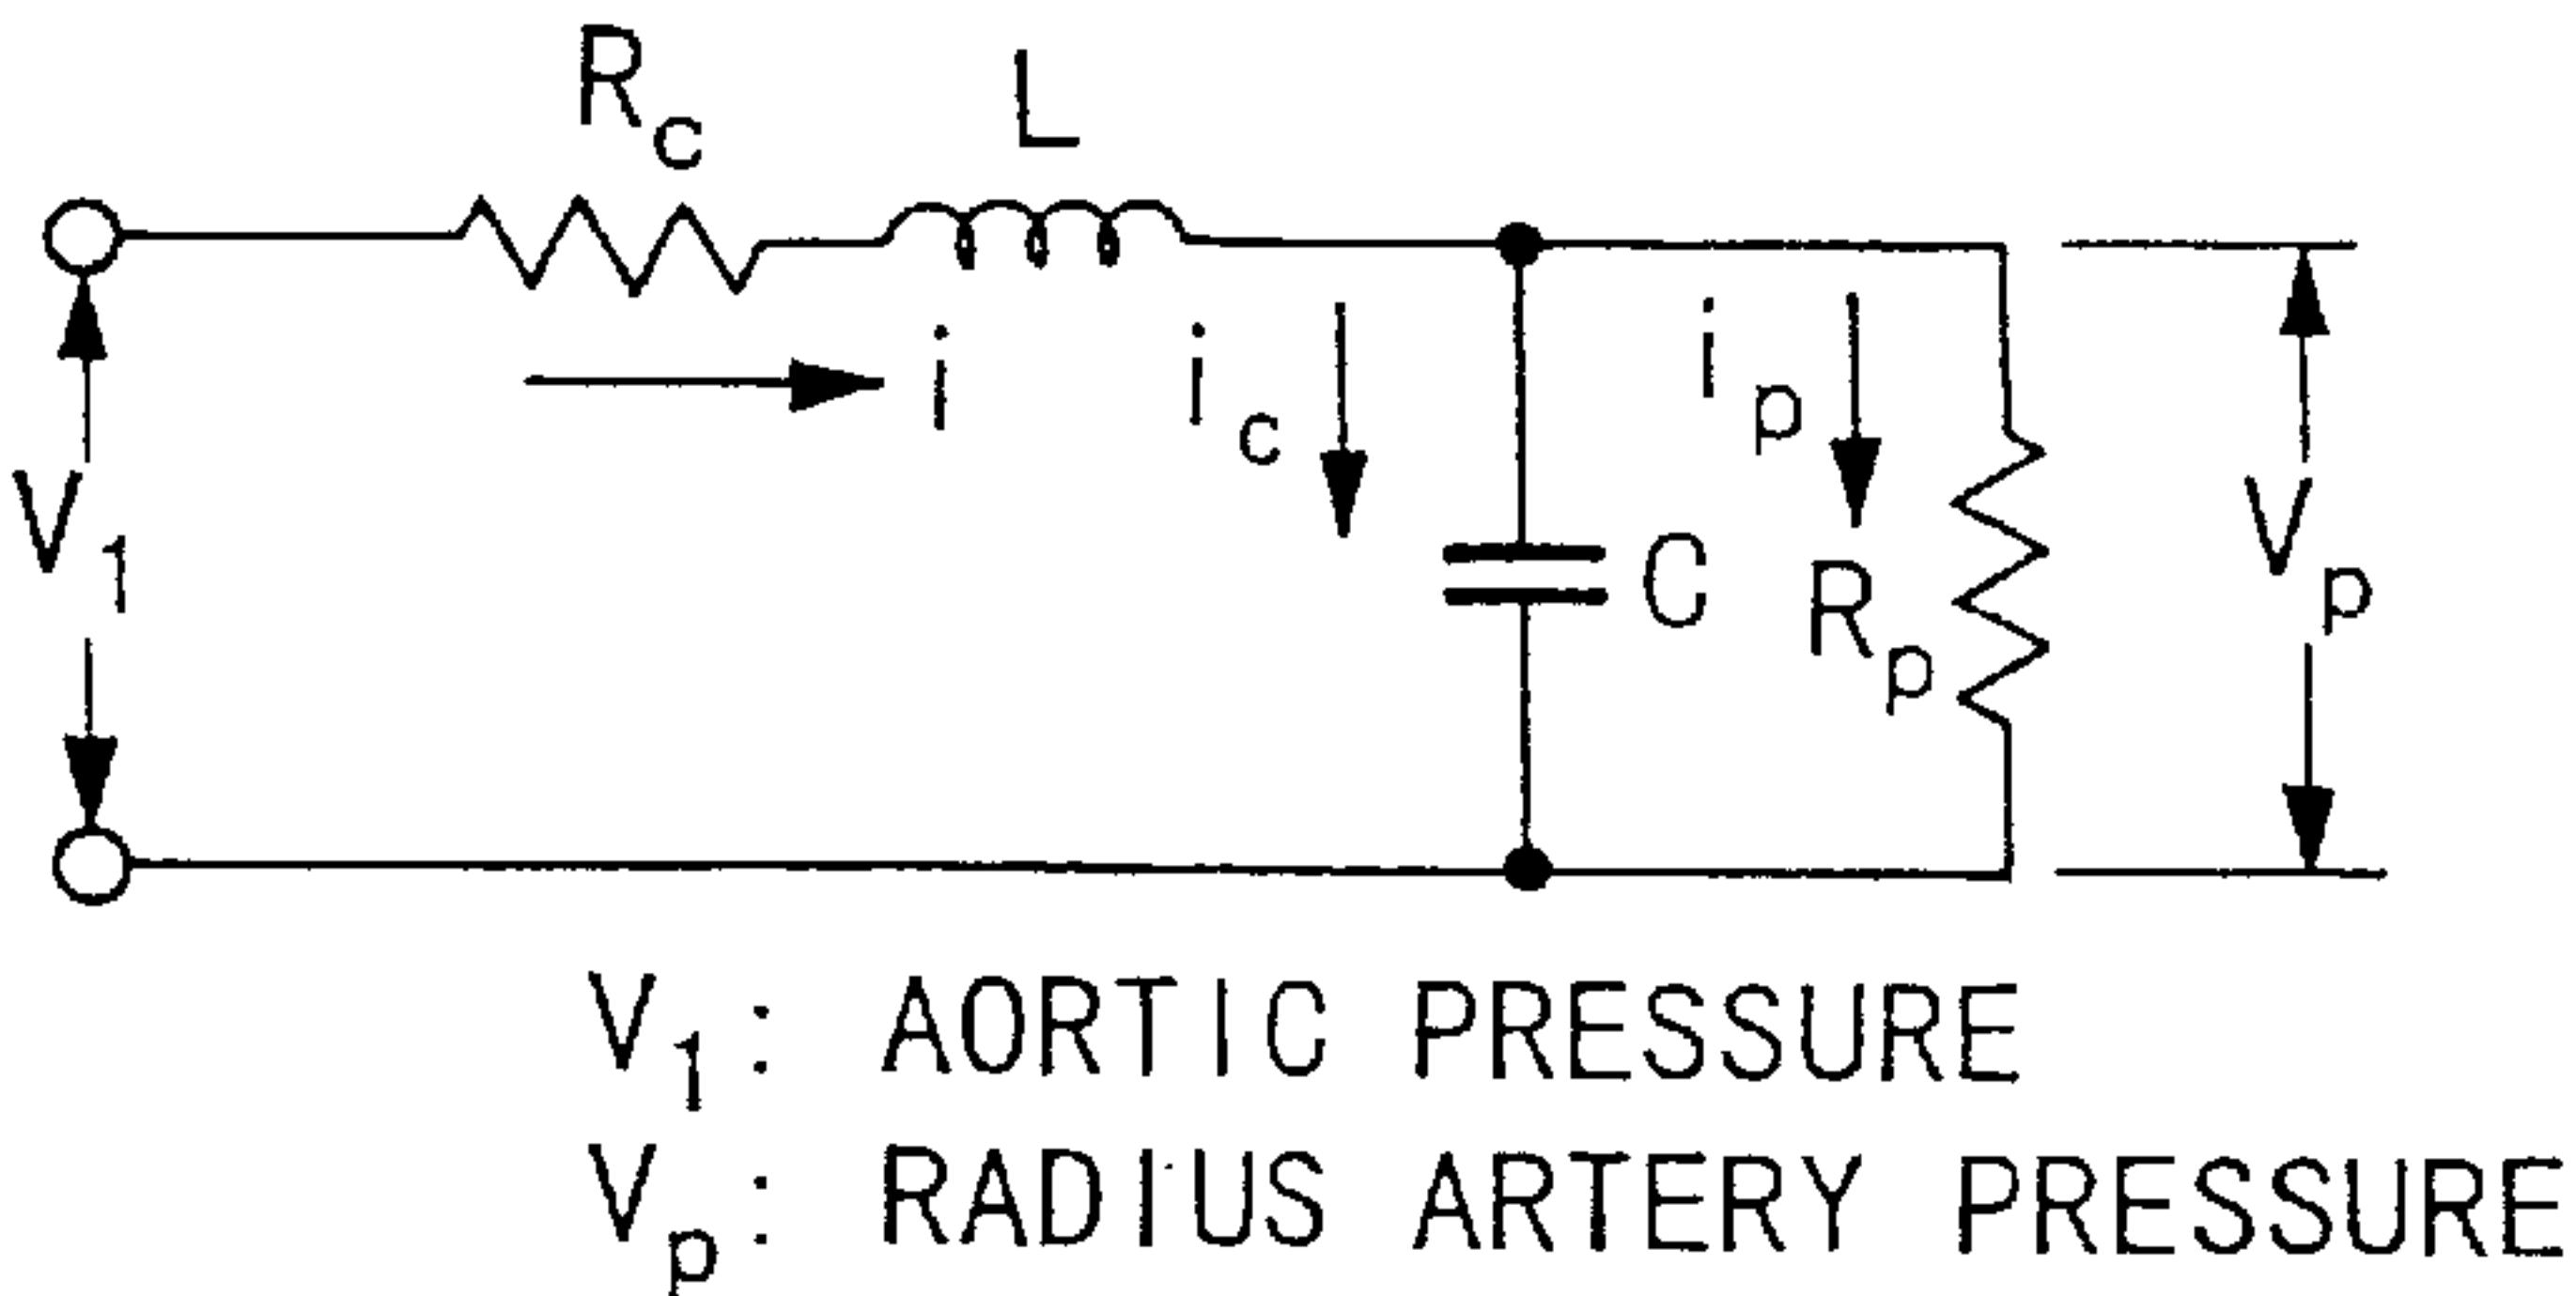 Rc
L
i
ic
ip
V1
C
Rp
Vp
V1: AORTIC PRESSURE
Vp: RADIUS ARTERY PRESSURE